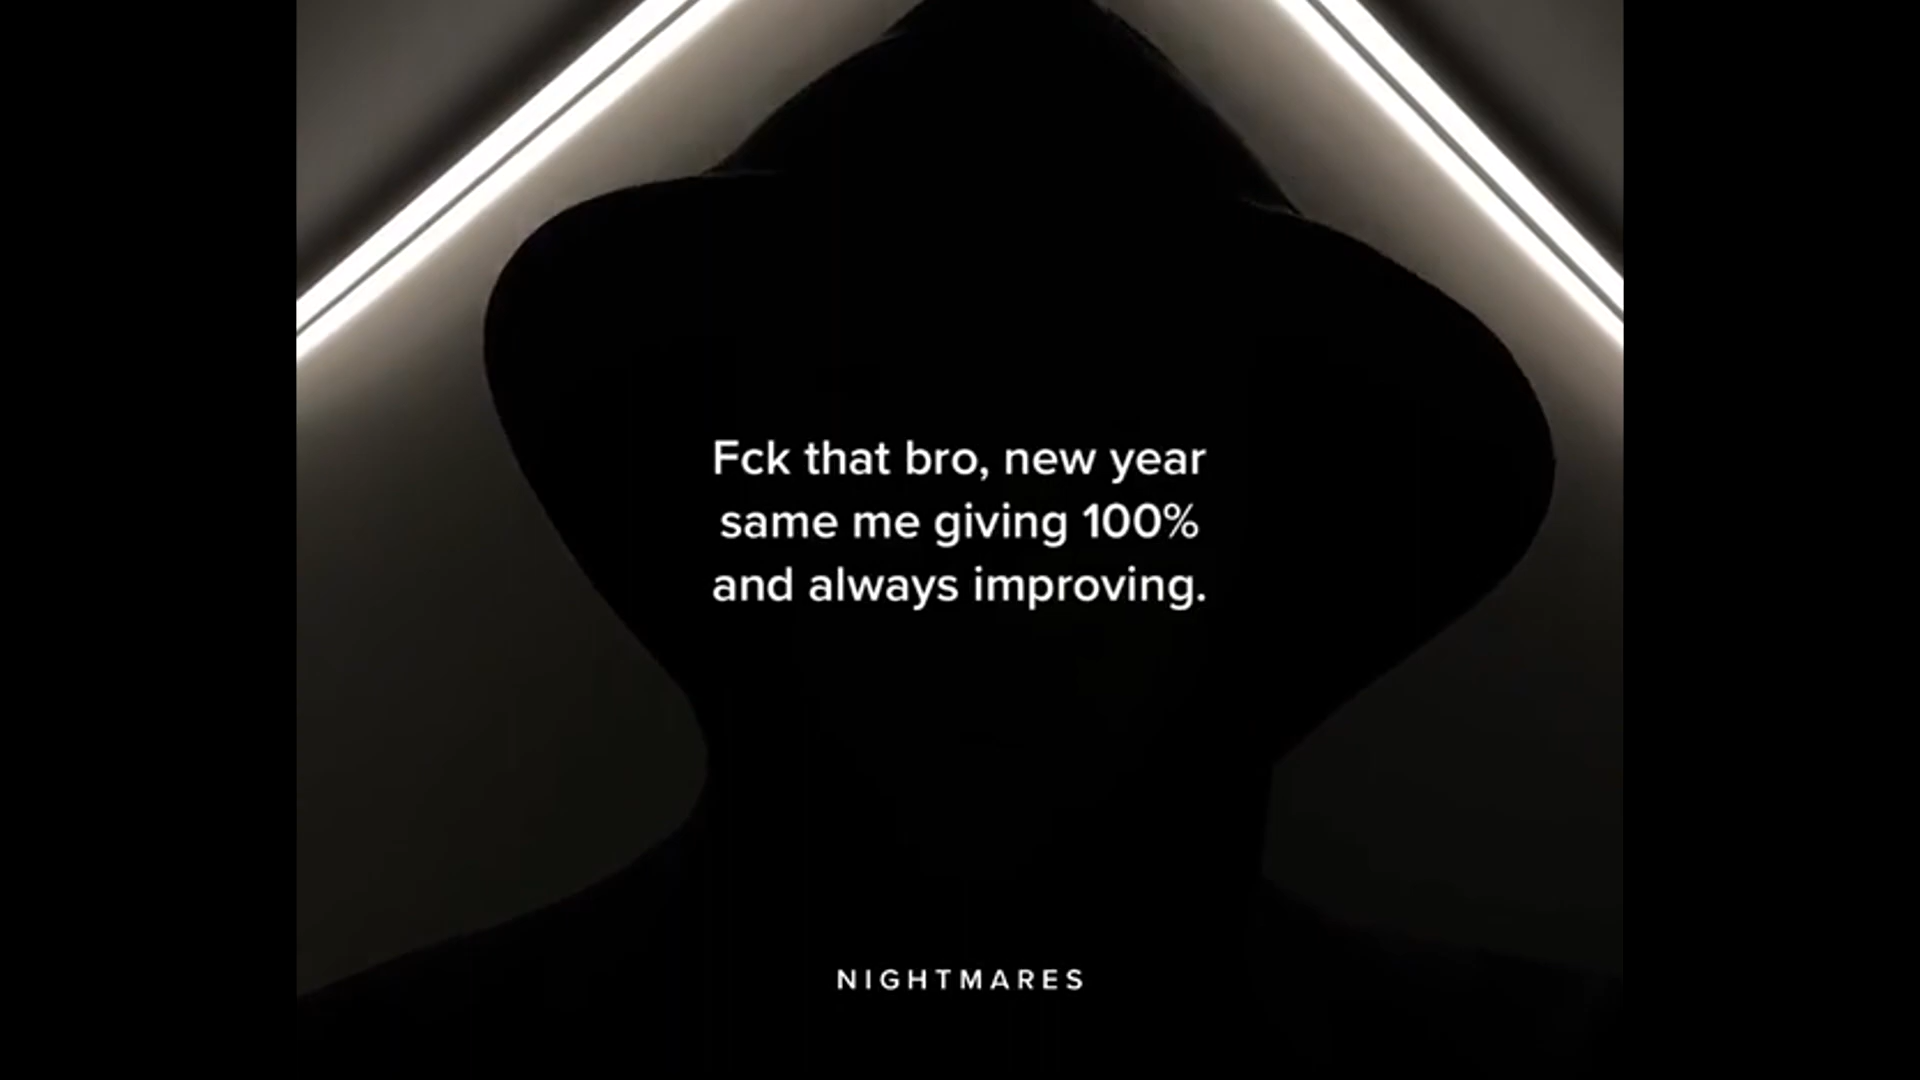 Fck that bro, new year
same me giving 100%
and always improving.
NIGHTMARES